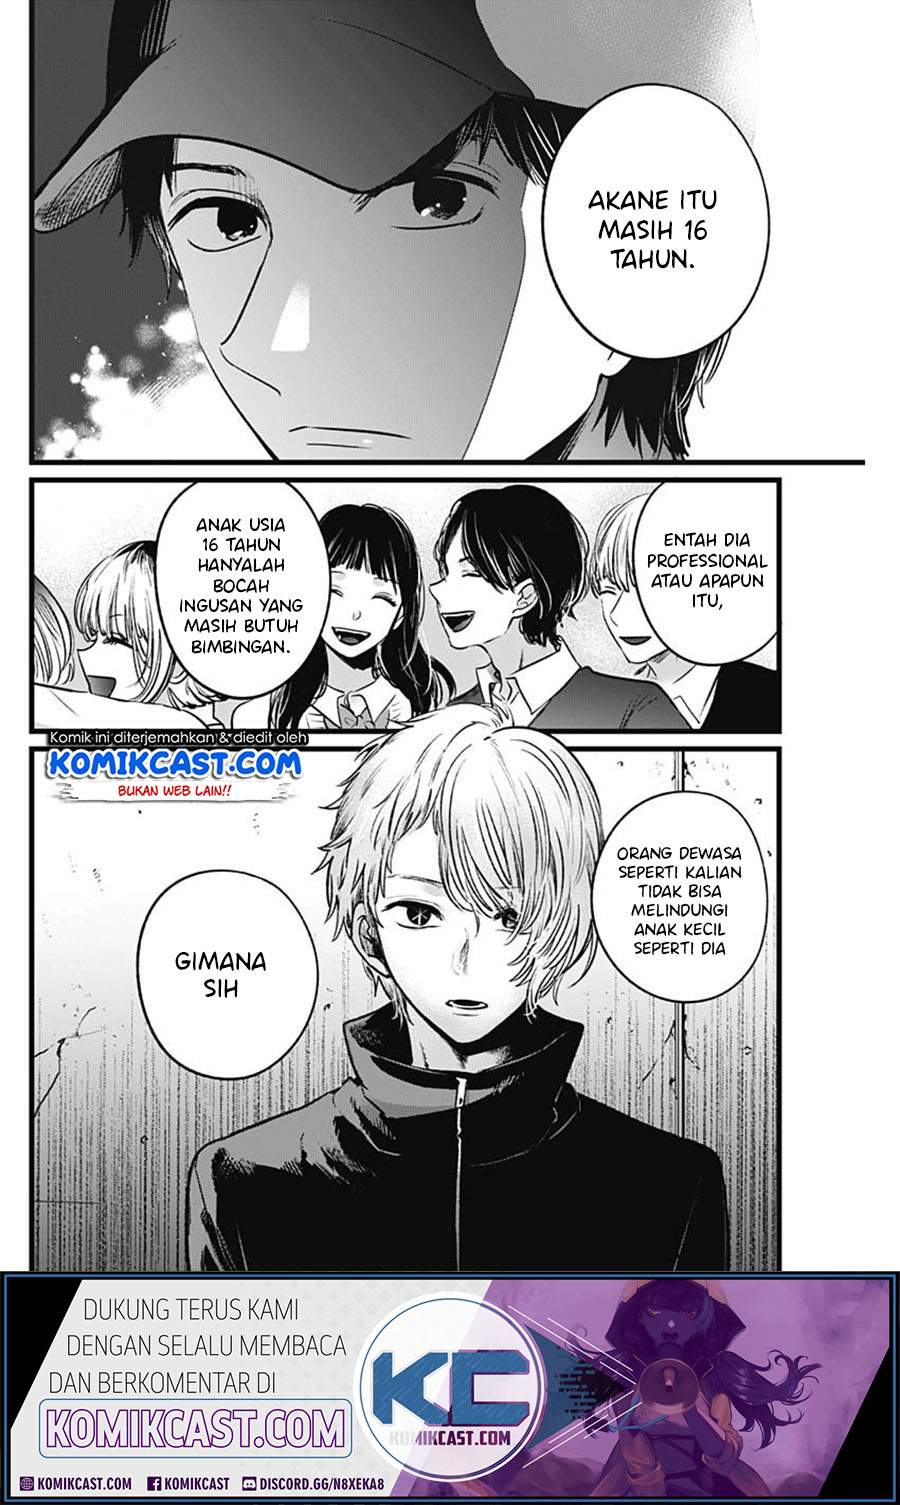 AKANE ITU
MASIH 16
TAHUN.
ENTAH DIA
PROFESSIONAL
ATAU APAPUN
ITU,
ANAK USIA
16 TAHUN
HANYALAH
BOCAH
INGUSAN YANG
MASIH BUTUH
BIMBINGAN.
Komik ini diterjemahkan & diedit oleh
KOMIKCAST.COM
BUKAN WEB LAIN!!
ORANG DEWASA
SEPERTI KALIAN
TIDAK BISA
MELINDUNGI
ANAK KECIL
SEPERTI DIA
GIMANA
SIH
DUKUNG TERUS KAMI
DENGAN SELALU MEMBACA
DAN BERKOMENTAR DI
KOMIKCAST.COM
KC
KOMIKCAST.COM
KOMIKCAST.COM
KOMIKCAST
DISCORD.GG/N8XEKA8